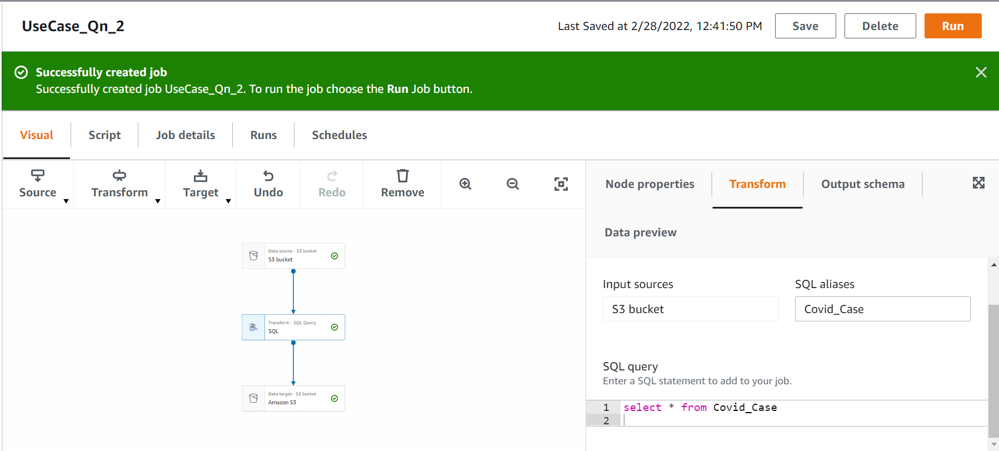 UseCase_Qn_2
Last Saved at 2/28/2022, 12:41:50 PM
Save
Delete
Run
Successfully created job
Successfully created job UseCase_Qn_2. To run the job choose the Run Job button.
Visual
Script
Job details
Runs
Schedules
Source
Transform
Target
Undo
Redo
Remove
Node properties
Transform
Output schema
Data preview
Data source - S3 bucket
S3 bucket
Transform - SQL Query
SQL
Data target - S3 bucket
Amazon S3
Input sources
SQL aliases
S3 bucket
Covid_Case
SQL query
Enter a SQL statement to add to your job.
1 select * from Covid_Case
2